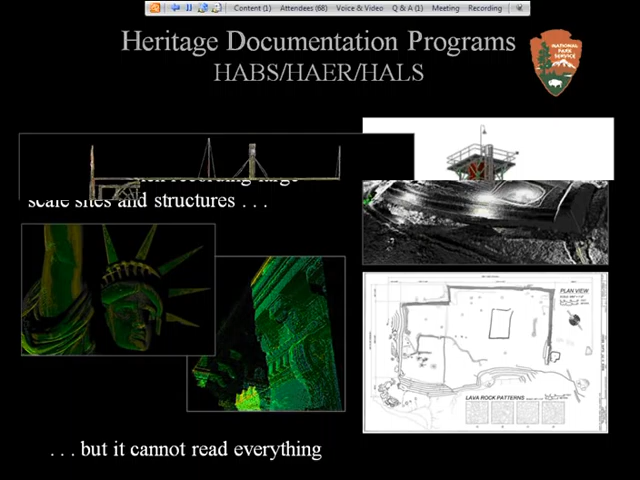 Content (1) Attendees (68) Voice & Video Q & A (1) Meeting Recording
Heritage Documentation Programs
HABS/HAER/HALS
NATIONAL
PARK
SERVICE
scale sites and structures . . .
PLAN VIEW
LAVA ROCK PATTERNS
. . . but it cannot read everything